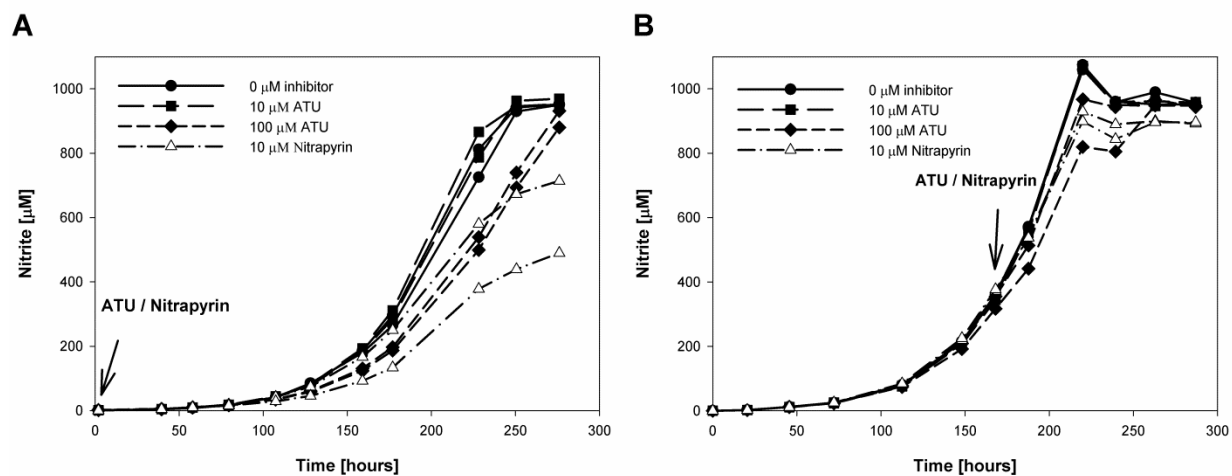 A
1000
800
600
400
200
0
Nitrite [µM]
0 µM inhibitor
10 µM ATU
100 µM ATU
10 µM Nitrapyrin
ATU / Nitrapyrin
0 50 100 150 200 250 300
Time [hours]
B
1000
800
600
400
200
0
Nitrite [µM]
0 µM inhibitor
10 µM ATU
100 µM ATU
10 µM Nitrapyrin
ATU / Nitrapyrin
0 50 100 150 200 250 300
Time [hours]